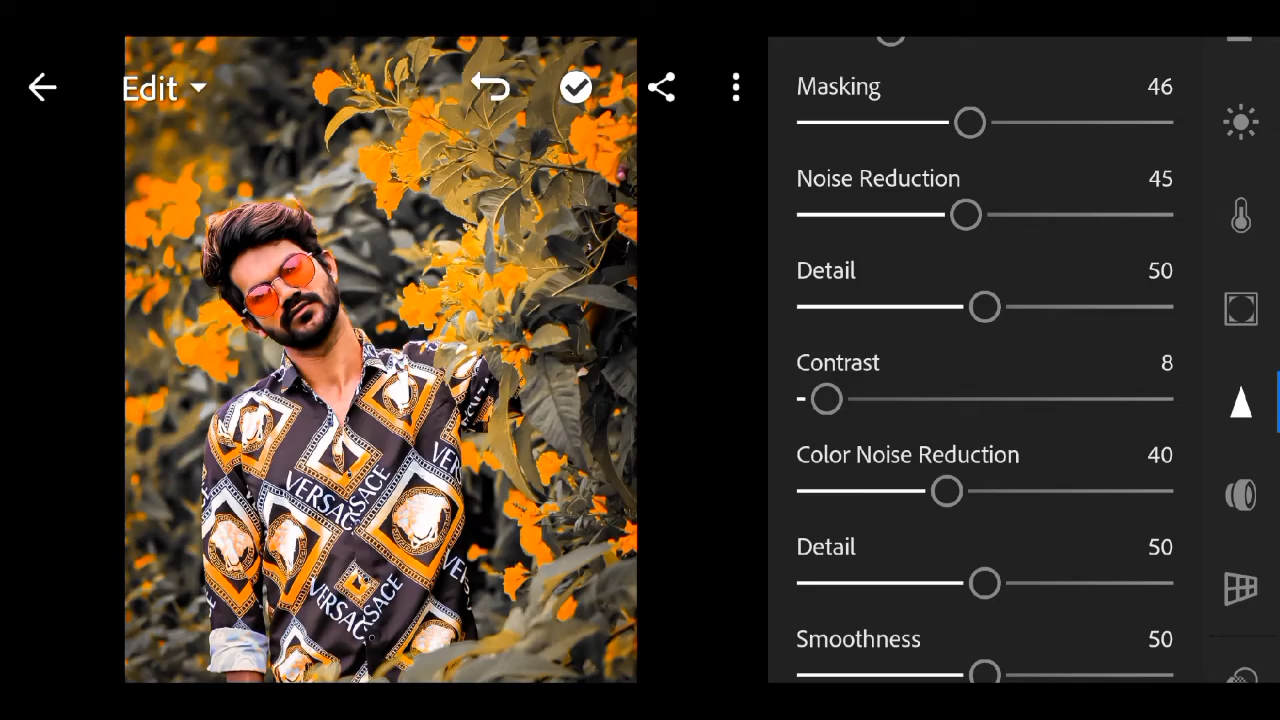 Edit
Masking 46
Noise Reduction 45
Detail 50
Contrast 8
Color Noise Reduction 40
Detail 50
Smoothness 50
VERSACE
VERSACE